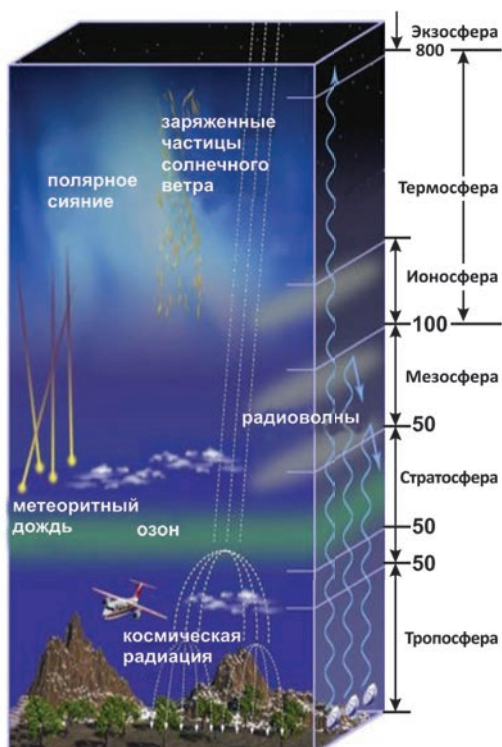 Экзосфера
800
заряженные
частицы
солнечного
ветра
полярное
сияние
Термосфера
Ионосфера
100
Мезосфера
радиоволны
50
Стратосфера
метеоритный
дождь
озон
50
50
космическая
радиация
Тропосфера